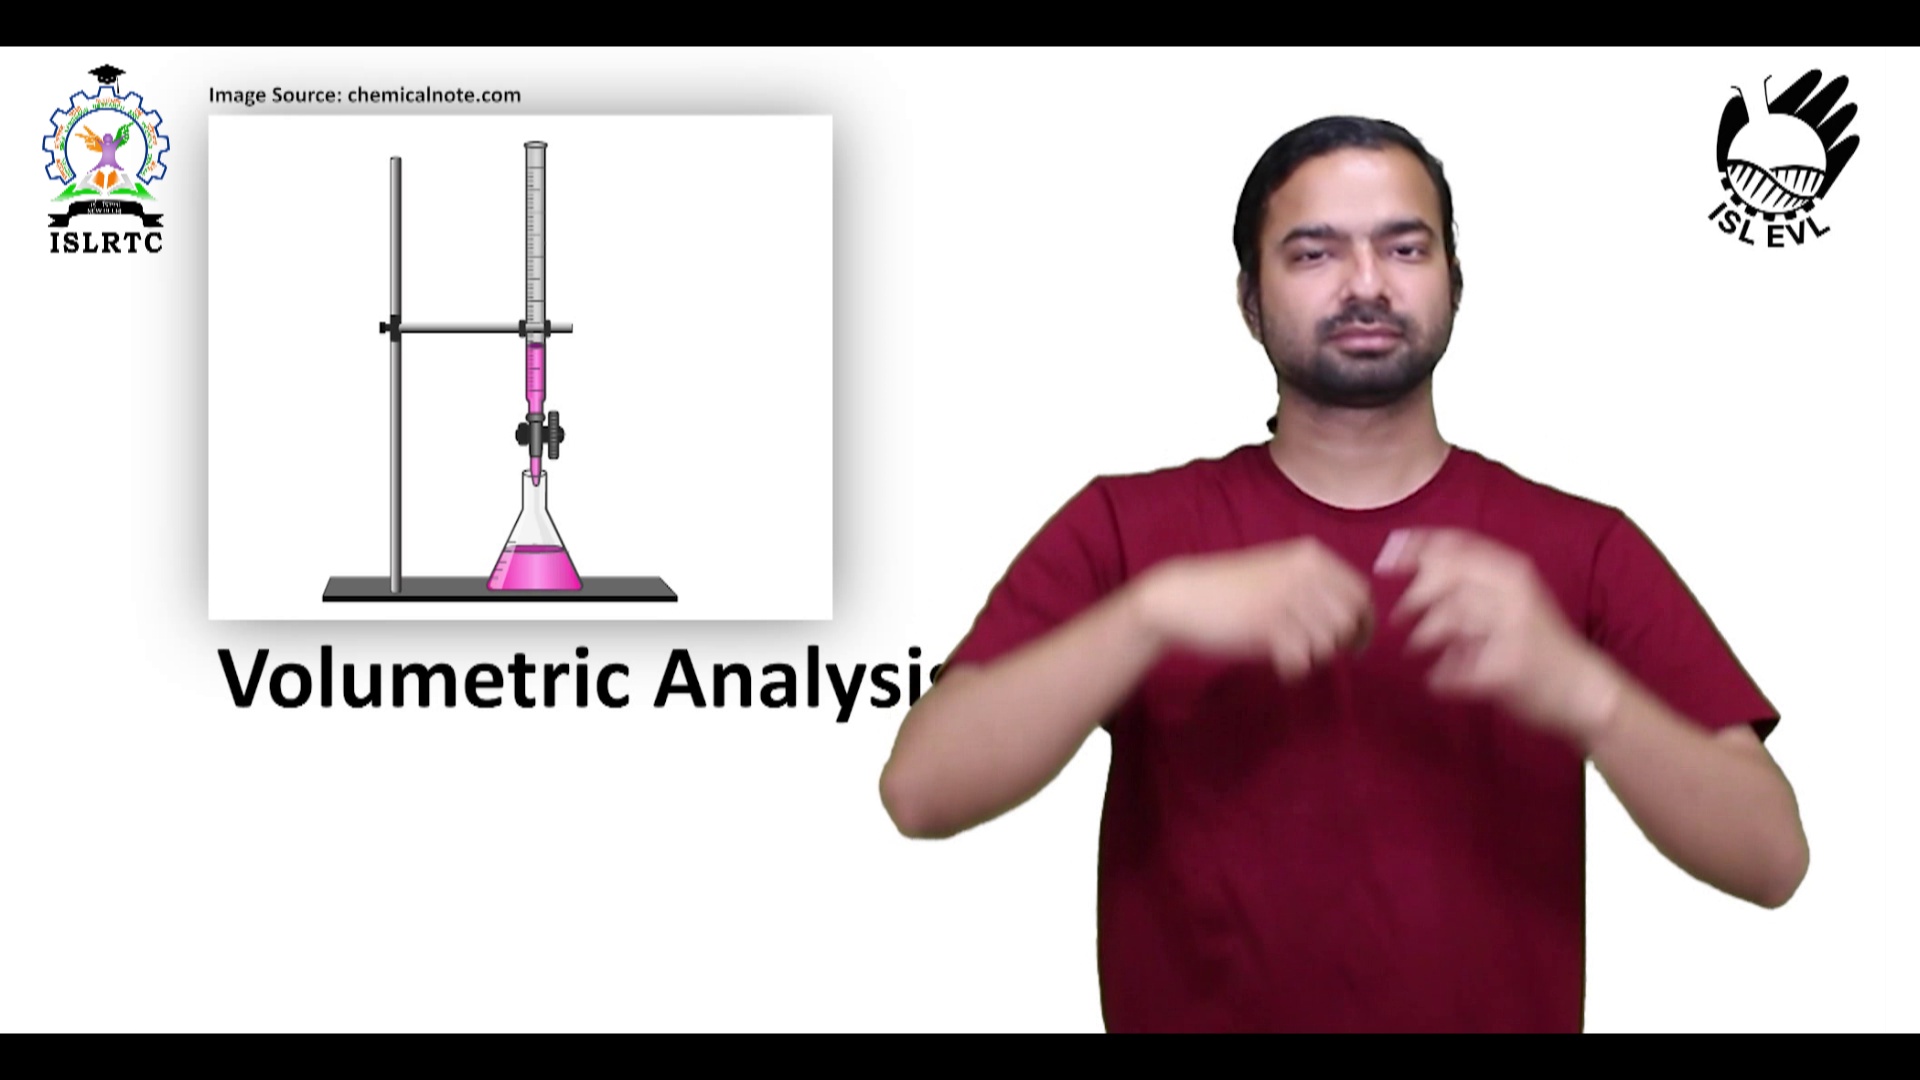 Image Source: chemicalnote.com
ISLRTC
ISL EVL
Volumetric Analysis